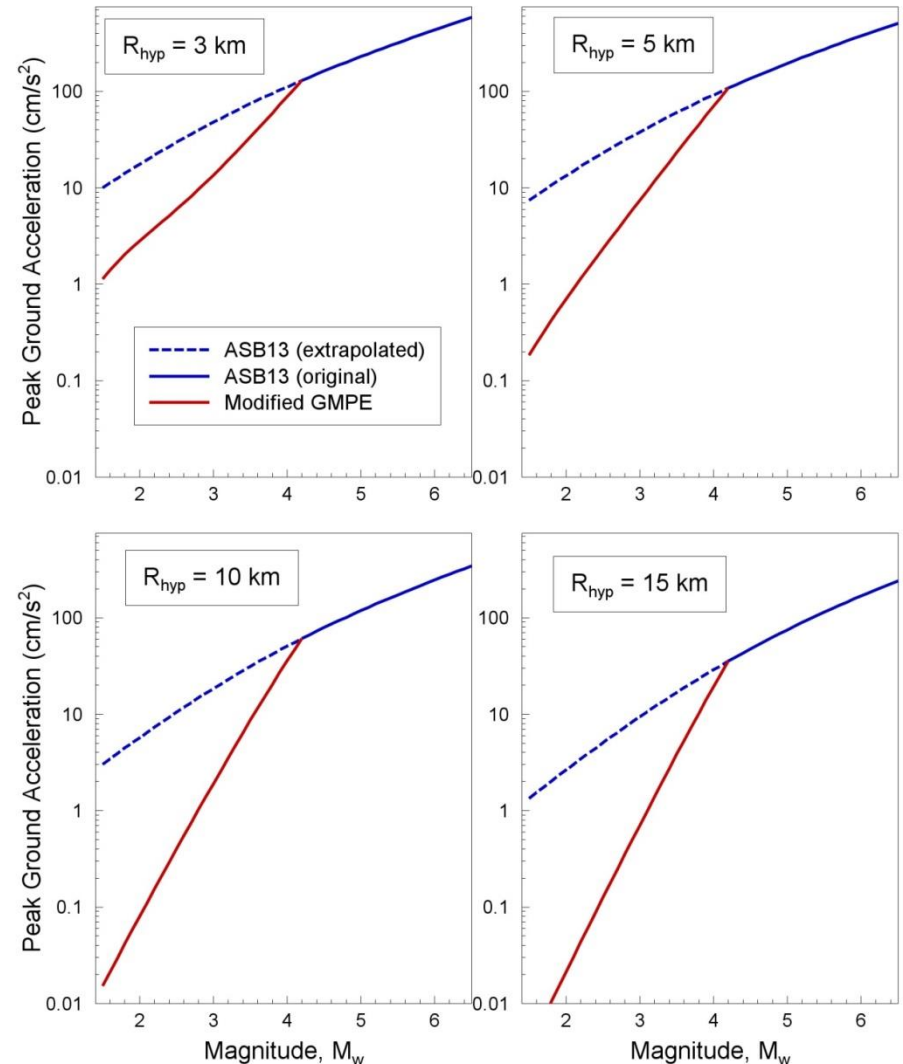 R_hyp = 3 km
R_hyp = 5 km
Peak Ground Acceleration (cm/s²)
100
10
1
0.1
0.01
ASB13 (extrapolated)
ASB13 (original)
Modified GMPE
2 3 4 5 6
100
10
1
0.1
0.01
2 3 4 5 6
R_hyp = 10 km
R_hyp = 15 km
Peak Ground Acceleration (cm/s²)
100
10
1
0.1
0.01
2 3 4 5 6
Magnitude, M_w
100
10
1
0.1
0.01
2 3 4 5 6
Magnitude, M_w